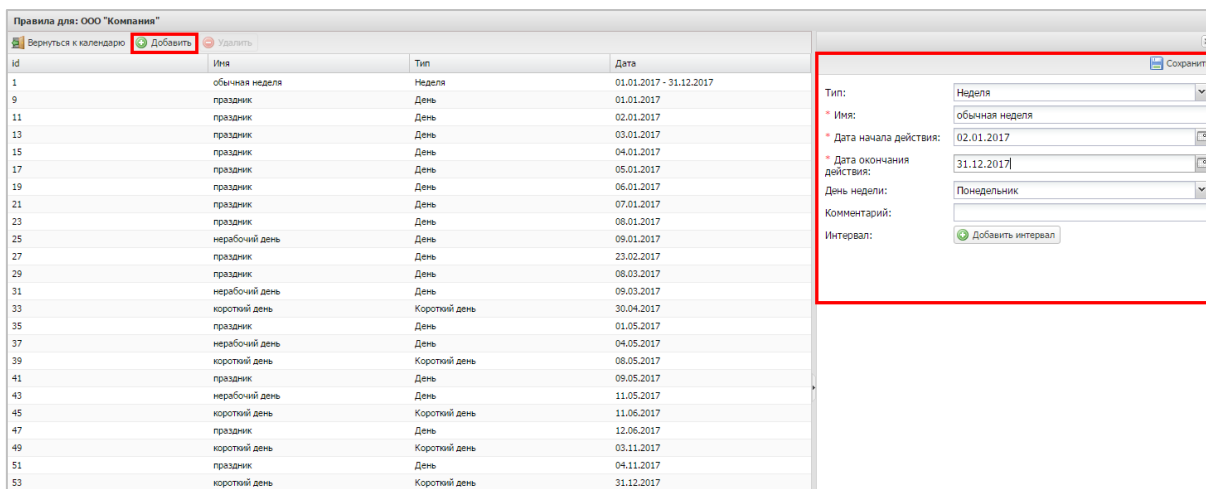 Правила для: ООО "Компания"
Вернуться к календарю Добавить Удалить
id Имя Тип Дата
1 обычная неделя Неделя 01.01.2017 - 31.12.2017
9 праздник День 01.01.2017
11 праздник День 02.01.2017
13 праздник День 03.01.2017
15 праздник День 04.01.2017
17 праздник День 05.01.2017
19 праздник День 06.01.2017
21 праздник День 07.01.2017
23 праздник День 08.01.2017
25 нерабочий день День 09.01.2017
27 праздник День 23.02.2017
29 праздник День 08.03.2017
31 нерабочий день День 09.03.2017
33 короткий день Короткий день 30.04.2017
35 праздник День 01.05.2017
37 нерабочий день День 04.05.2017
39 короткий день Короткий день 08.05.2017
41 праздник День 09.05.2017
43 нерабочий день День 11.05.2017
45 короткий день Короткий день 11.06.2017
47 праздник День 12.06.2017
49 короткий день Короткий день 03.11.2017
51 праздник День 04.11.2017
53 короткий день Короткий день 31.12.2017
Сохранит
Тип: Неделя
* Имя: обычная неделя
* Дата начала действия: 02.01.2017
* Дата окончания
действия: 31.12.2017
День недели: Понедельник
Комментарий:
Интервал: Добавить интервал